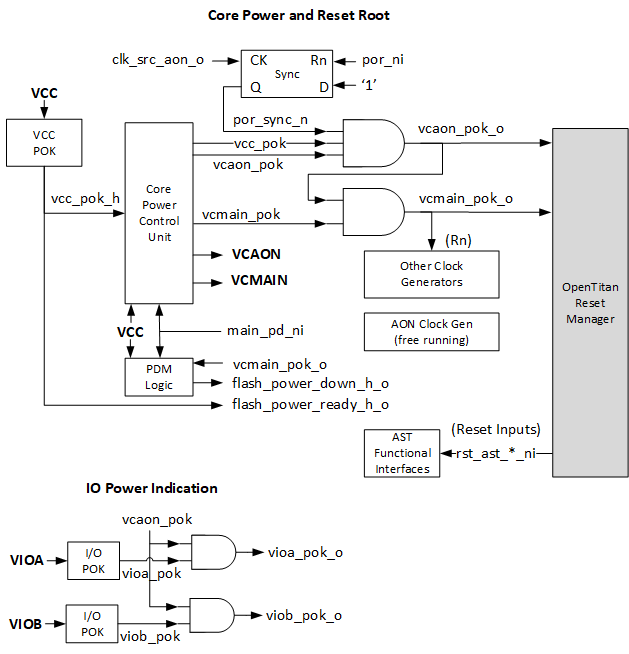 Core Power and Reset Root
clk_src_aon_o
CK
Rn
por_ni
Sync
Q
D
‘1’
VCC
VCC
POK
por_sync_n
vcc_pok
vcaon_pok
vcaon_pok_o
vcc_pok_h
Core
Power
Control
Unit
vcmain_pok
vcmain_pok_o
(Rn)
VCAON
VCMAIN
Other Clock
Generators
OpenTitan
Reset
Manager
VCC
main_pd_ni
AON Clock Gen
(free running)
PDM
Logic
vcmain_pok_o
flash_power_down_h_o
flash_power_ready_h_o
(Reset Inputs)
AST
Functional
Interfaces
rst_ast_*_ni
IO Power Indication
vcaon_pok
VIOA
I/O
POK
vioa_pok
vioa_pok_o
VIOB
I/O
POK
viob_pok
viob_pok_o